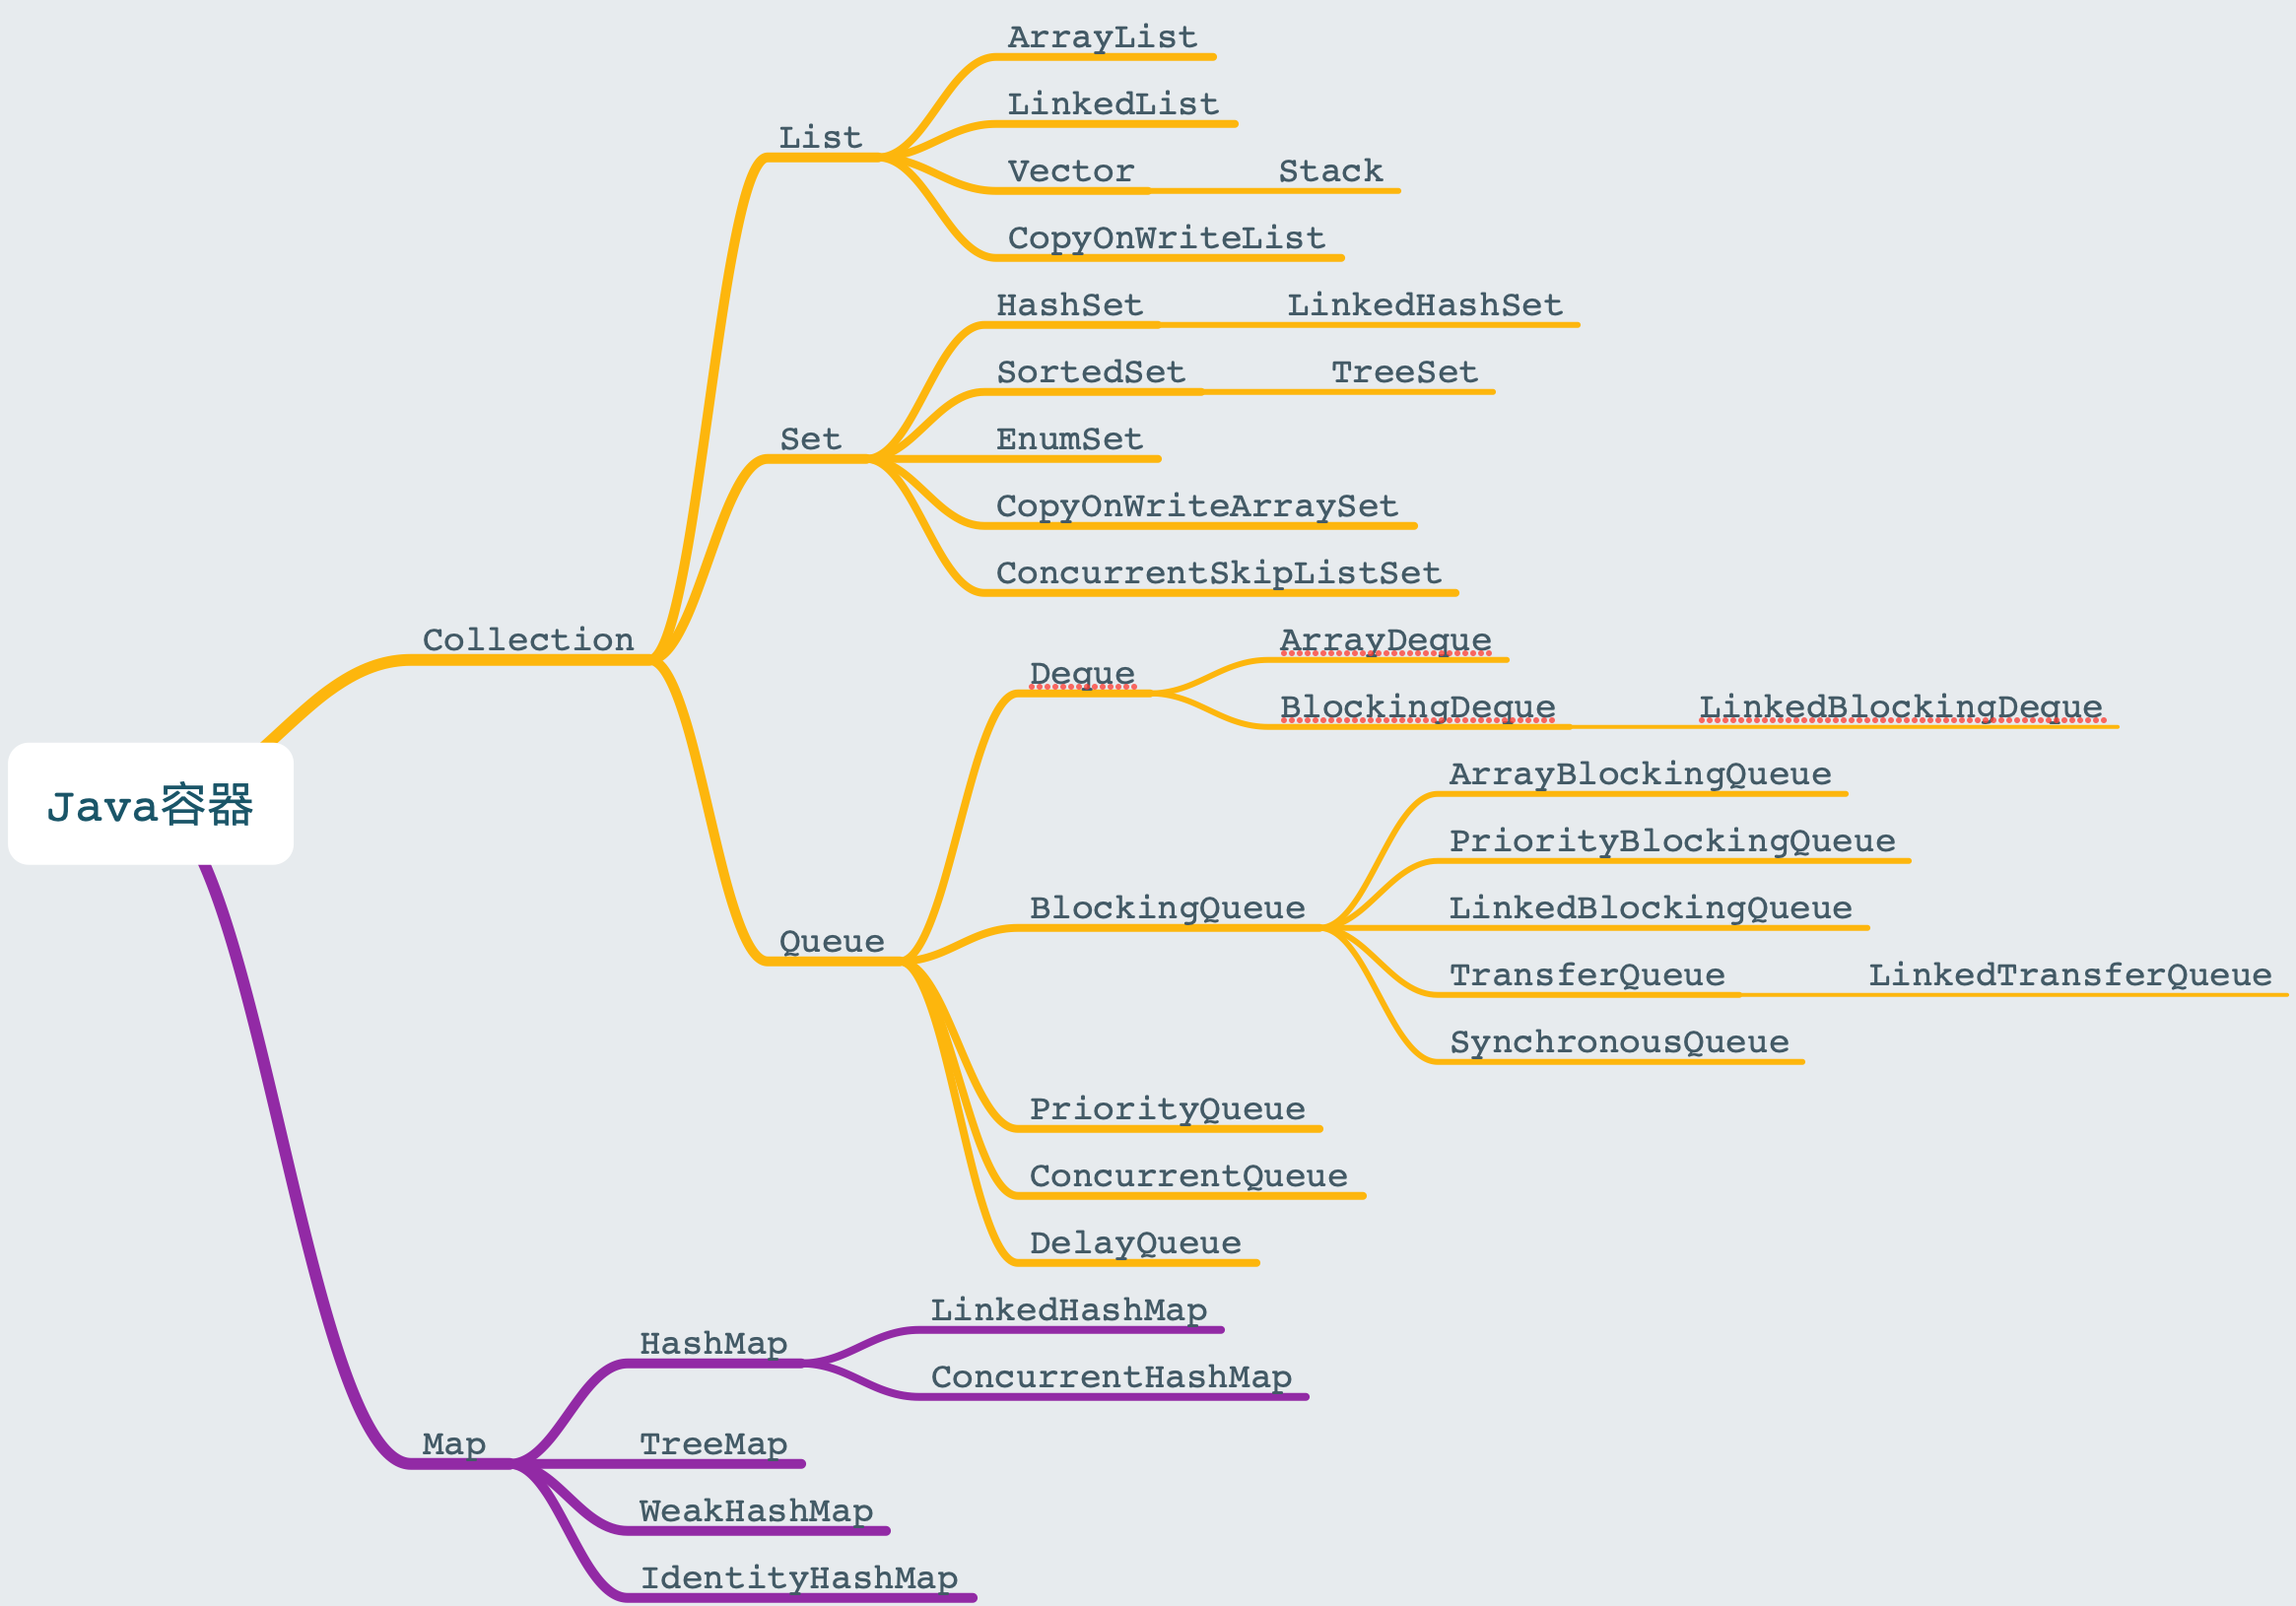 ArrayList
LinkedList
List
Vector
Stack
CopyOnWriteList
HashSet
LinkedHashSet
SortedSet
TreeSet
Set
EnumSet
CopyOnWriteArraySet
ConcurrentSkipListSet
Collection
ArrayDeque
Deque
BlockingDeque
LinkedBlockingDeque
ArrayBlockingQueue
Java容器
PriorityBlockingQueue
BlockingQueue
LinkedBlockingQueue
Queue
TransferQueue
LinkedTransferQueue
SynchronousQueue
PriorityQueue
ConcurrentQueue
DelayQueue
LinkedHashMap
HashMap
ConcurrentHashMap
Map
TreeMap
WeakHashMap
IdentityHashMap